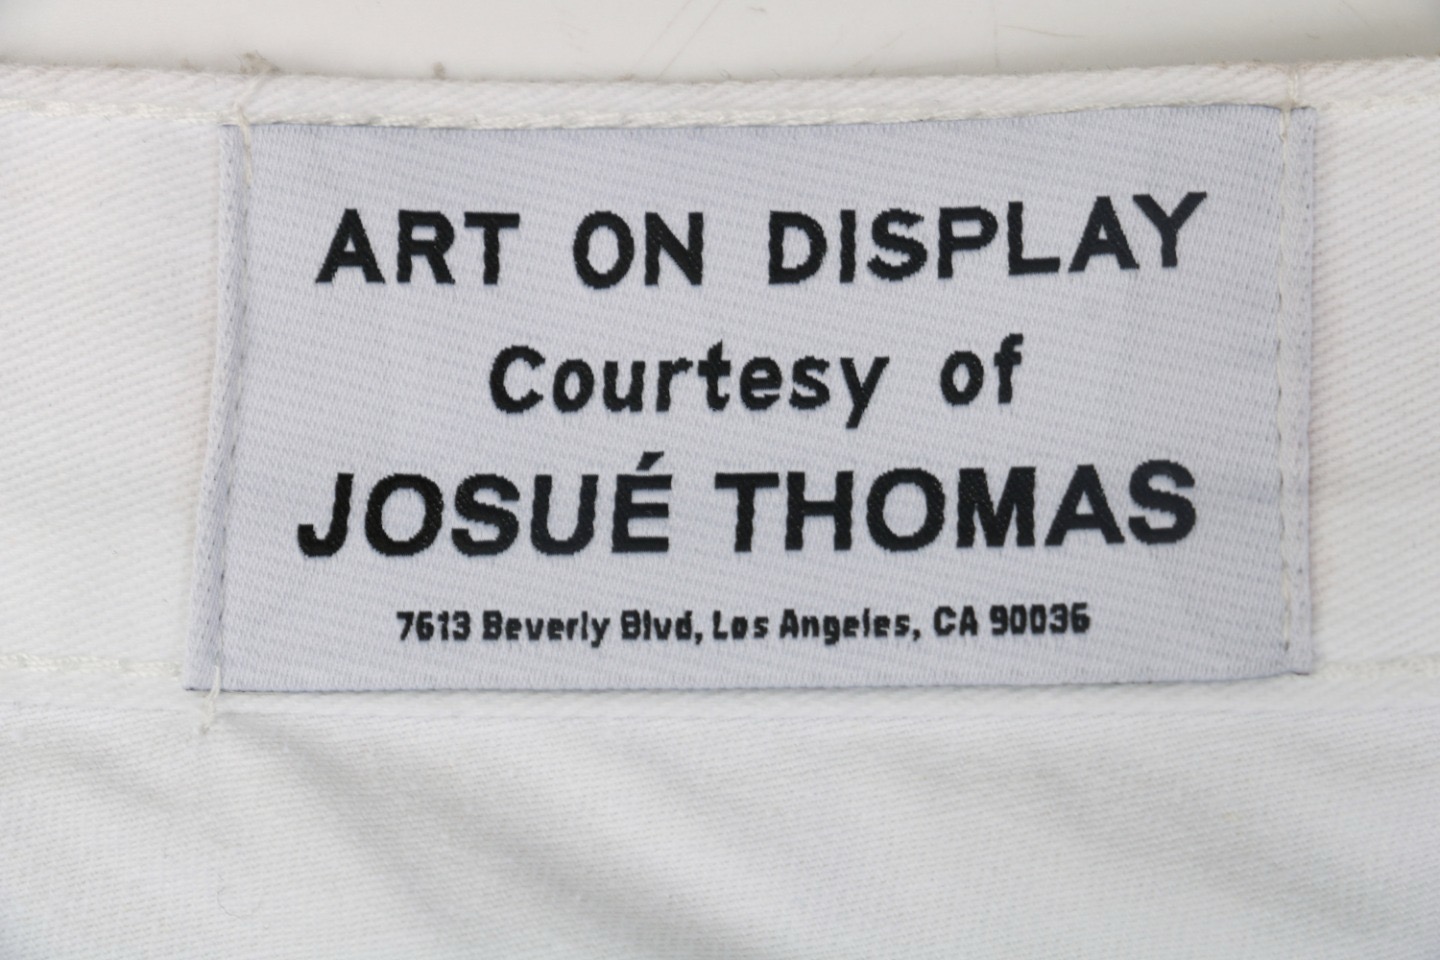 ART ON DISPLAY
Courtesy of
JOSUÉ THOMAS
7613 Beverly Blvd, Los Angeles, CA 90036